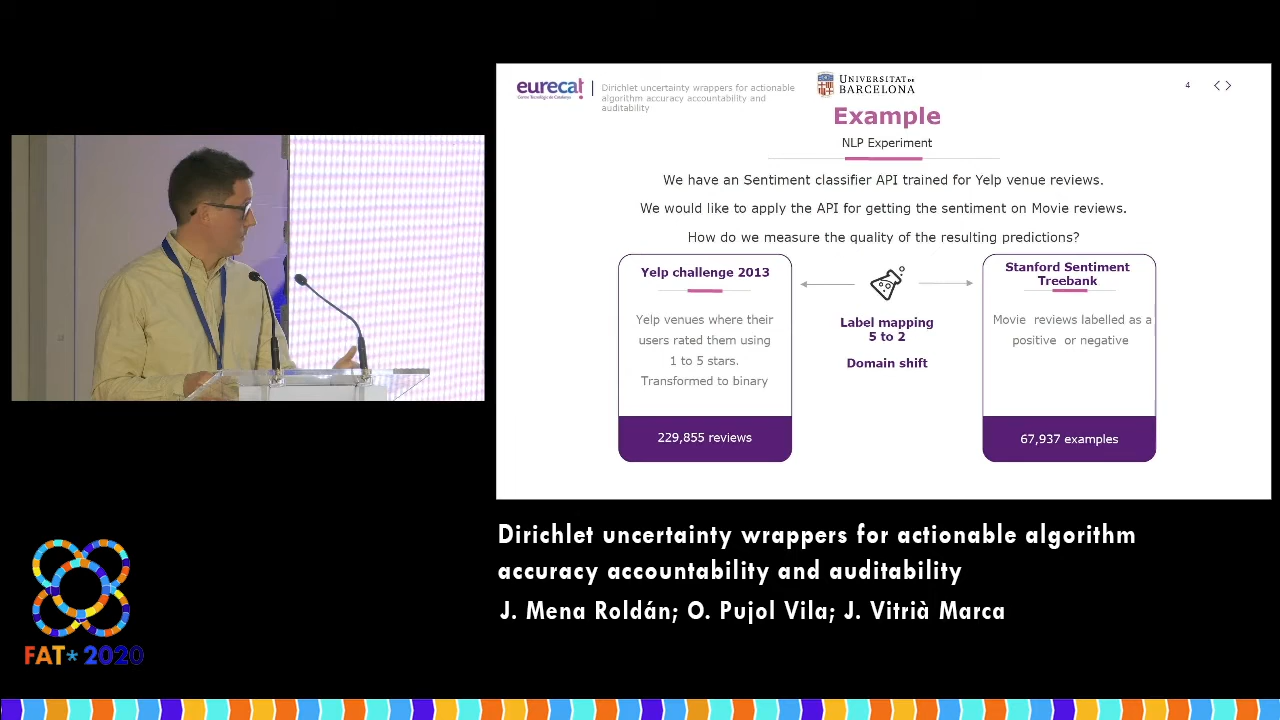 eurecat
Centre Tecnològic de Catalunya
Dirichlet uncertainty wrappers for actionable
algorithm accuracy accountability and
auditability
UNIVERSITAT DE
BARCELONA
4
Example
NLP Experiment
We have an Sentiment classifier API trained for Yelp venue reviews.
We would like to apply the API for getting the sentiment on Movie reviews.
How do we measure the quality of the resulting predictions?
Yelp challenge 2013
Yelp venues where their
users rated them using
1 to 5 stars.
Transformed to binary
229,855 reviews
Label mapping
5 to 2
Domain shift
Stanford Sentiment
Treebank
Movie reviews labelled as a
positive or negative
67,937 examples
Dirichlet uncertainty wrappers for actionable algorithm
accuracy accountability and auditability
J. Mena Roldán; O. Pujol Vila; J. Vitrià Marca
FAT* 2020